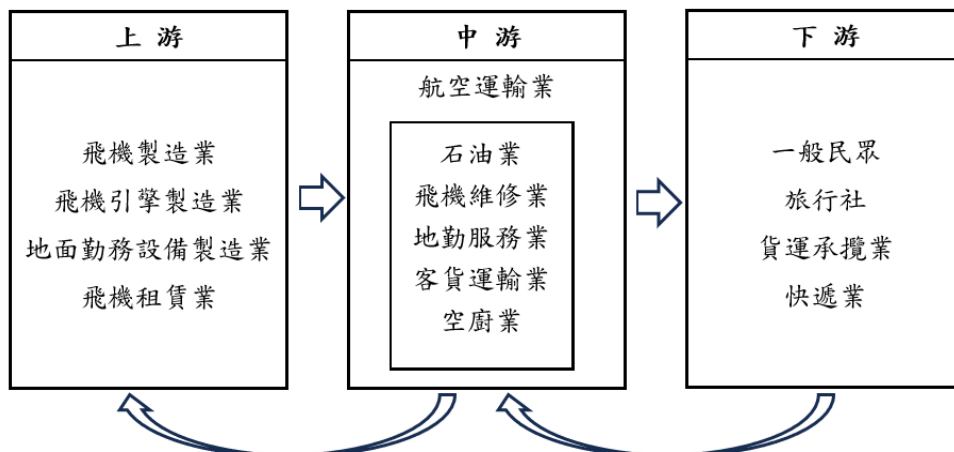 上游
飛機製造業
飛機引擎製造業
地面勤務設備製造業
飛機租賃業
中游
航空運輸業
石油業
飛機維修業
地勤服務業
客貨運輸業
空廚業
下游
一般民眾
旅行社
貨運承攬業
快遞業